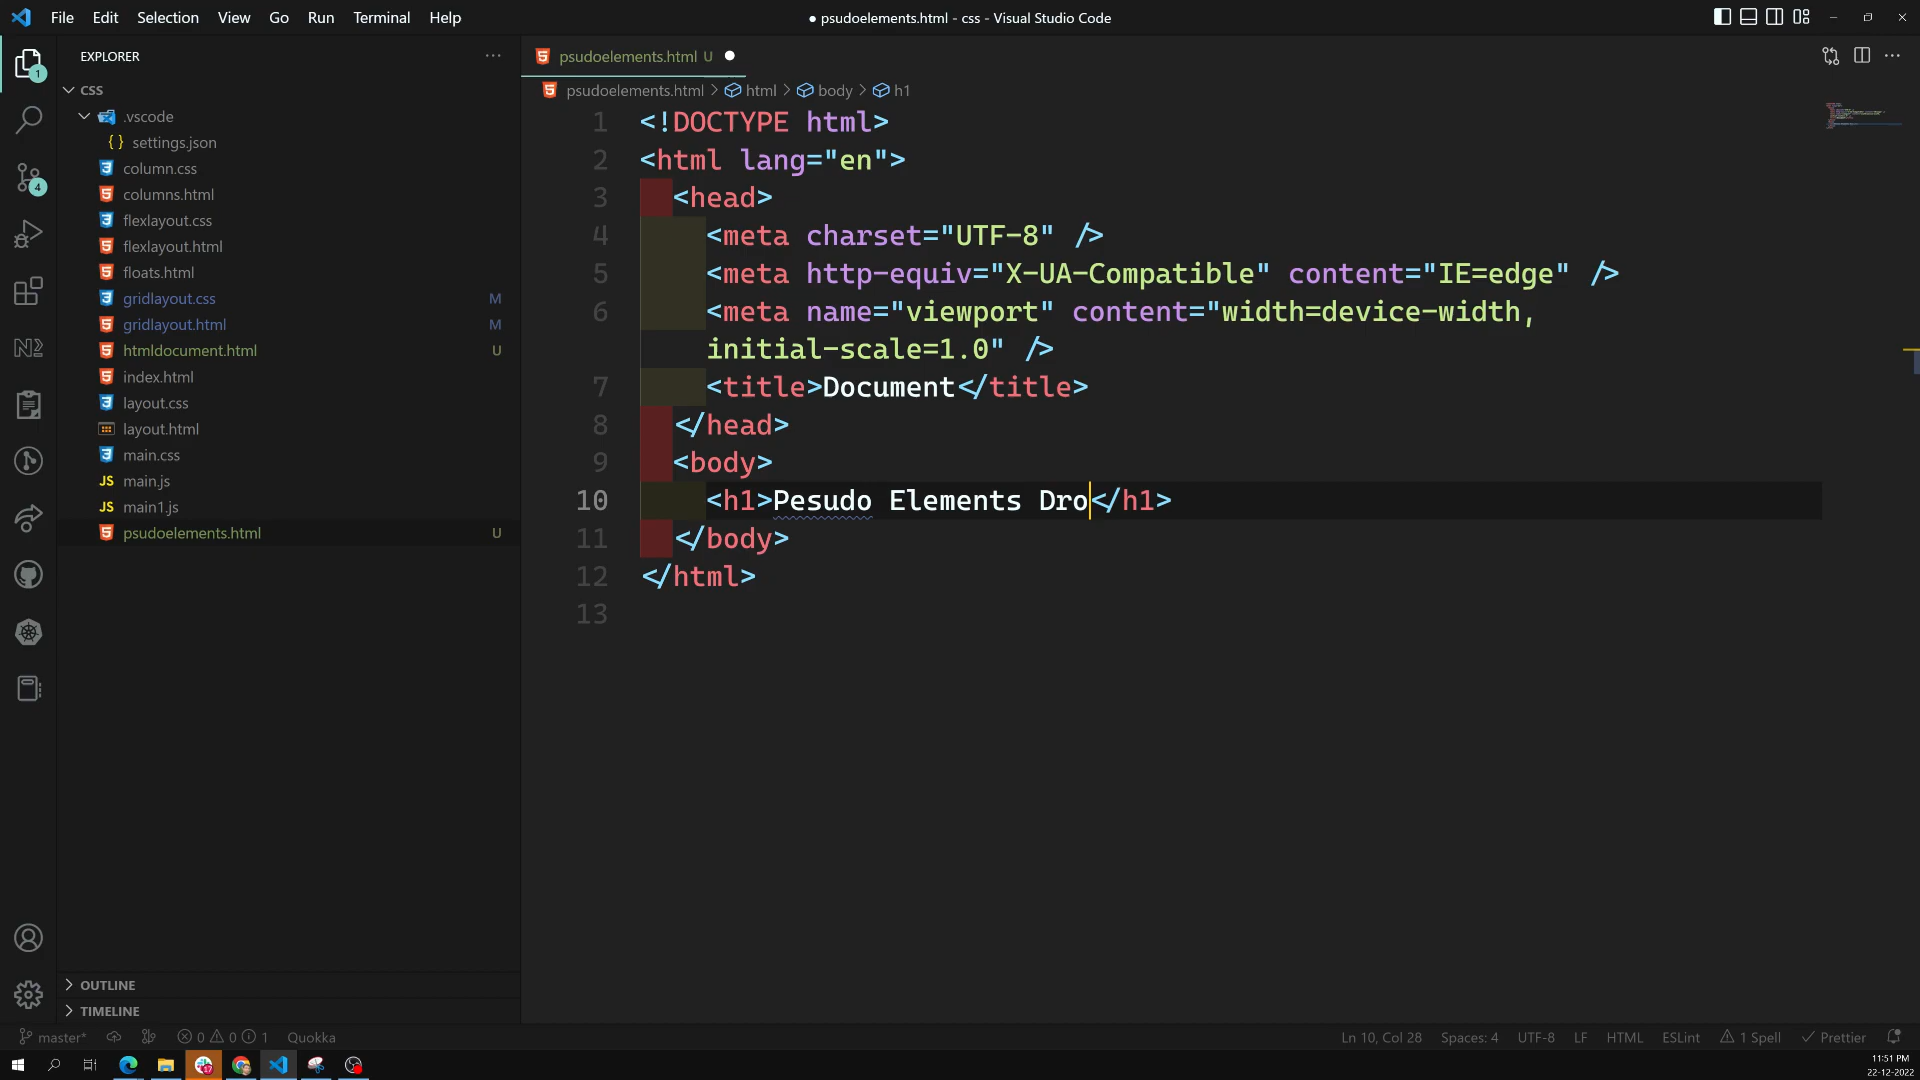 File Edit Selection View Go Run Terminal Help
● psudoelements.html - css - Visual Studio Code
EXPLORER
CSS
.vscode
{ } settings.json
column.css
columns.html
flexlayout.css
flexlayout.html
floats.html
gridlayout.css M
gridlayout.html M
htmldocument.html U
index.html
layout.css
layout.html
main.css
JS main.js
JS main1.js
psudoelements.html U
OUTLINE
TIMELINE
1
4
psudoelements.html U ●
psudoelements.html > html > body > h1
1 <!DOCTYPE html>
2 <html lang="en">
3 <head>
4 <meta charset="UTF-8" />
5 <meta http-equiv="X-UA-Compatible" content="IE=edge" />
6 <meta name="viewport" content="width=device-width,
initial-scale=1.0" />
7 <title>Document</title>
8 </head>
9 <body>
10 <h1>Pesudo Elements Dro</h1>
11 </body>
12 </html>
13
master* 0 0 1 Quokka
Ln 10, Col 28 Spaces: 4 UTF-8 LF HTML ESLint 1 Spell Prettier
11:51 PM
22-12-2022